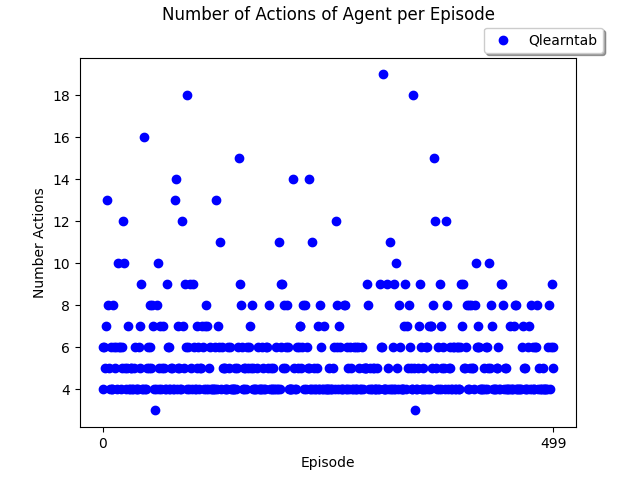 Number of Actions of Agent per Episode
Qlearntab
18
16
14
12
10
8
6
4
Number Actions
0
499
Episode